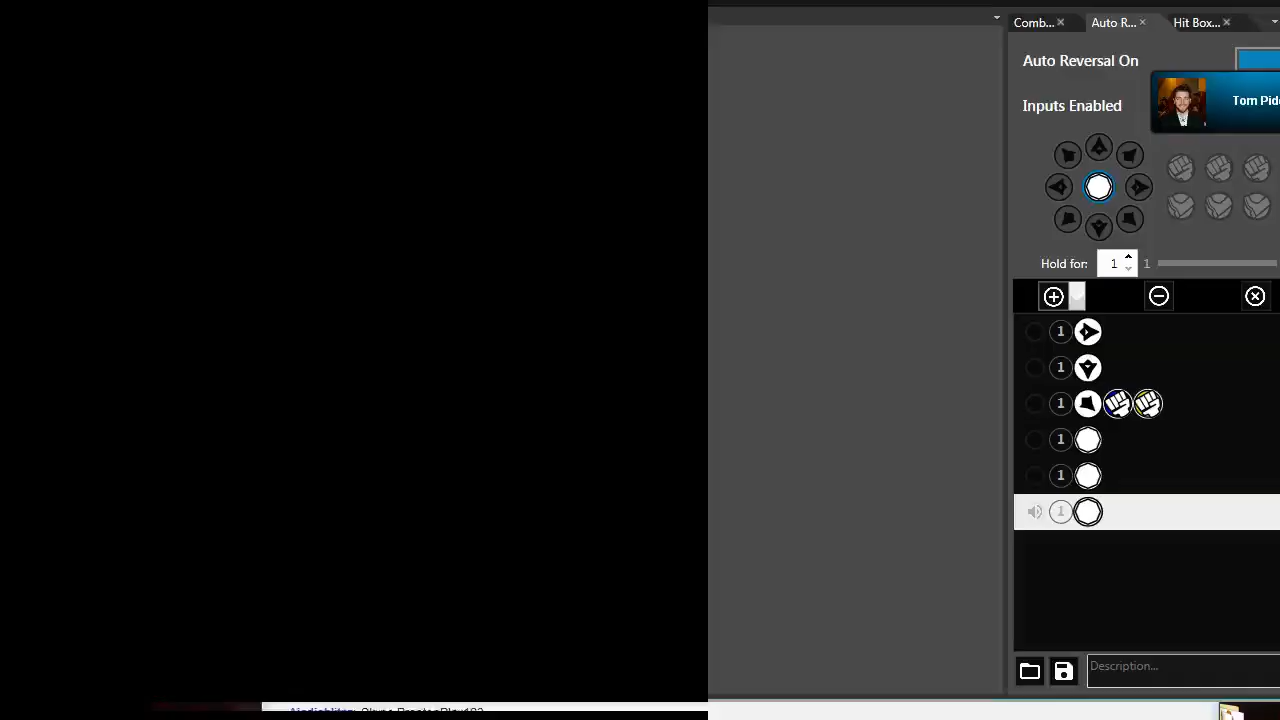 Comb...
Auto R...
Hit Box...
Auto Reversal On
Inputs Enabled
Tom Pid
Hold for: 1 1
1
1
1
1
1
1
Description...